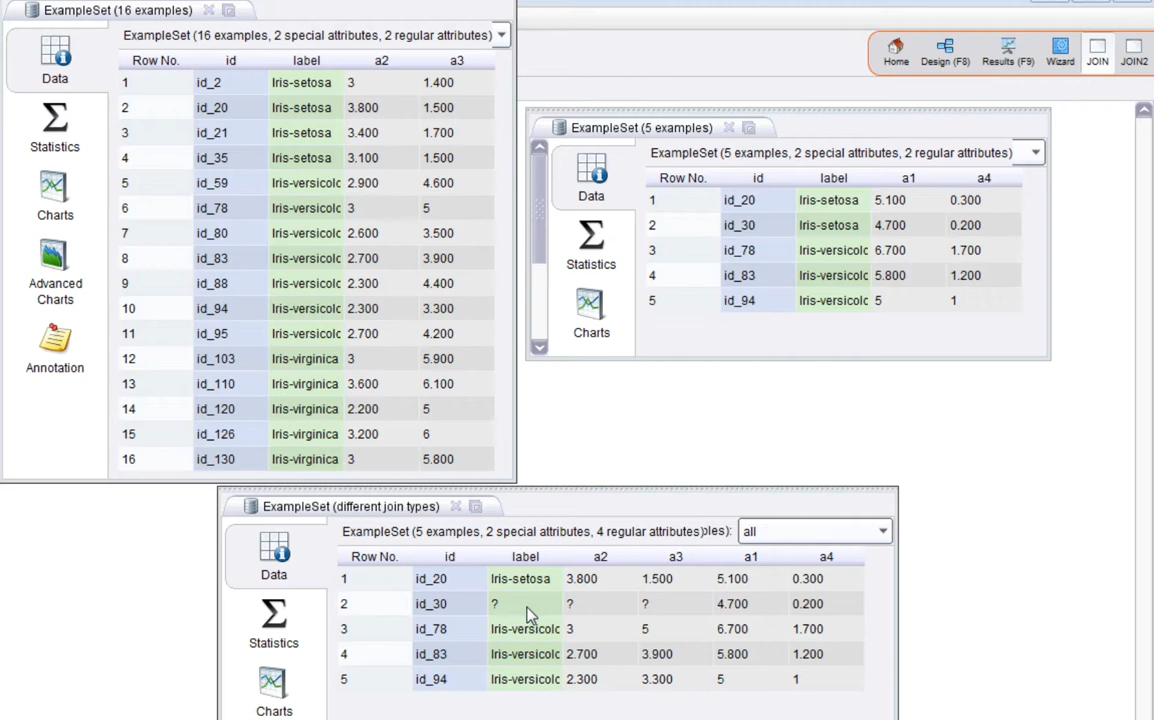 ExampleSet (16 examples)
ExampleSet (16 examples, 2 special attributes, 2 regular attributes)
Row No. id label a2 a3
1 id_2 Iris-setosa 3 1.400
2 id_20 Iris-setosa 3.800 1.500
3 id_21 Iris-setosa 3.400 1.700
4 id_35 Iris-setosa 3.100 1.500
5 id_59 Iris-versicolc 2.900 4.600
6 id_78 Iris-versicolc 3 5
7 id_80 Iris-versicolc 2.600 3.500
8 id_83 Iris-versicolc 2.700 3.900
9 id_88 Iris-versicolc 2.300 4.400
10 id_94 Iris-versicolc 2.300 3.300
11 id_95 Iris-versicolc 2.700 4.200
12 id_103 Iris-virginica 3 5.900
13 id_110 Iris-virginica 3.600 6.100
14 id_120 Iris-virginica 2.200 5
15 id_126 Iris-virginica 3.200 6
16 id_130 Iris-virginica 3 5.800
Data
Statistics
Charts
Advanced
Charts
Annotation
Home Design (F8) Results (F9) Wizard JOIN JOIN2
ExampleSet (5 examples)
ExampleSet (5 examples, 2 special attributes, 2 regular attributes)
Row No. id label a1 a4
1 id_20 Iris-setosa 5.100 0.300
2 id_30 Iris-setosa 4.700 0.200
3 id_78 Iris-versicolc 6.700 1.700
4 id_83 Iris-versicolc 5.800 1.200
5 id_94 Iris-versicolc 5 1
Data
Statistics
Charts
ExampleSet (different join types)
ExampleSet (5 examples, 2 special attributes, 4 regular attributes)ples): all
Row No. id label a2 a3 a1 a4
1 id_20 Iris-setosa 3.800 1.500 5.100 0.300
2 id_30 ? ? ? 4.700 0.200
3 id_78 Iris-versicolc 3 5 6.700 1.700
4 id_83 Iris-versicolc 2.700 3.900 5.800 1.200
5 id_94 Iris-versicolc 2.300 3.300 5 1
Data
Statistics
Charts